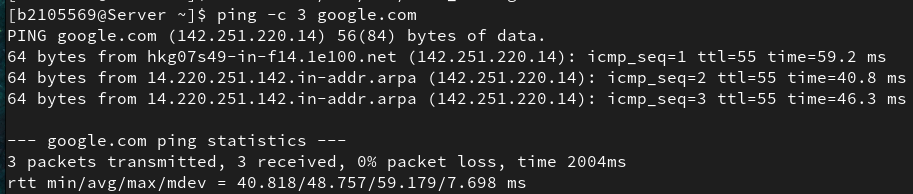 [b2105569@Server ~]$ ping -c 3 google.com
PING google.com (142.251.220.14) 56(84) bytes of data.
64 bytes from hkg07s49-in-f14.1e100.net (142.251.220.14): icmp_seq=1 ttl=55 time=59.2 ms
64 bytes from 14.220.251.142.in-addr.arpa (142.251.220.14): icmp_seq=2 ttl=55 time=40.8 ms
64 bytes from 14.220.251.142.in-addr.arpa (142.251.220.14): icmp_seq=3 ttl=55 time=46.3 ms
--- google.com ping statistics ---
3 packets transmitted, 3 received, 0% packet loss, time 2004ms
rtt min/avg/max/mdev = 40.818/48.757/59.179/7.698 ms